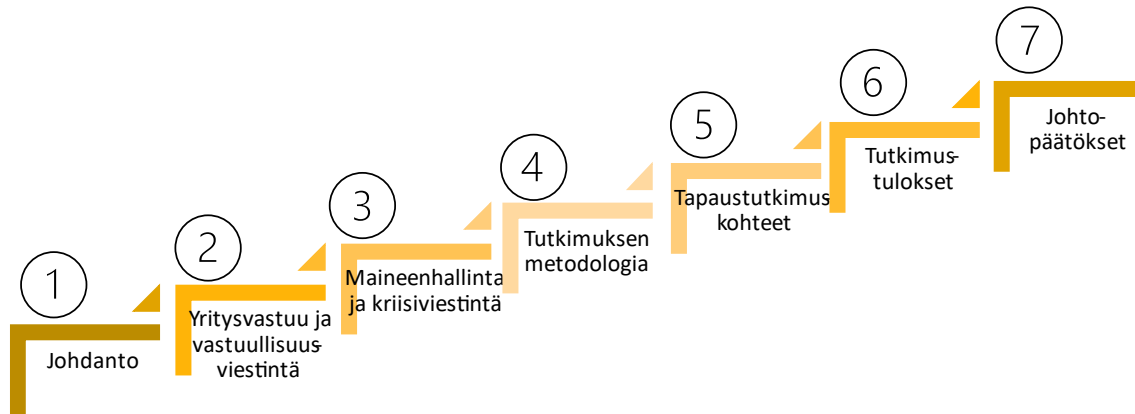 1
Johdanto
2
Yritysvastuu ja
vastuullisuus-
viestintä
3
Maineenhallinta
ja kriisiviestintä
4
Tutkimuksen
metodologia
5
Tapaustutkimus
kohteet
6
Tutkimus-
tulokset
7
Johto-
päätökset